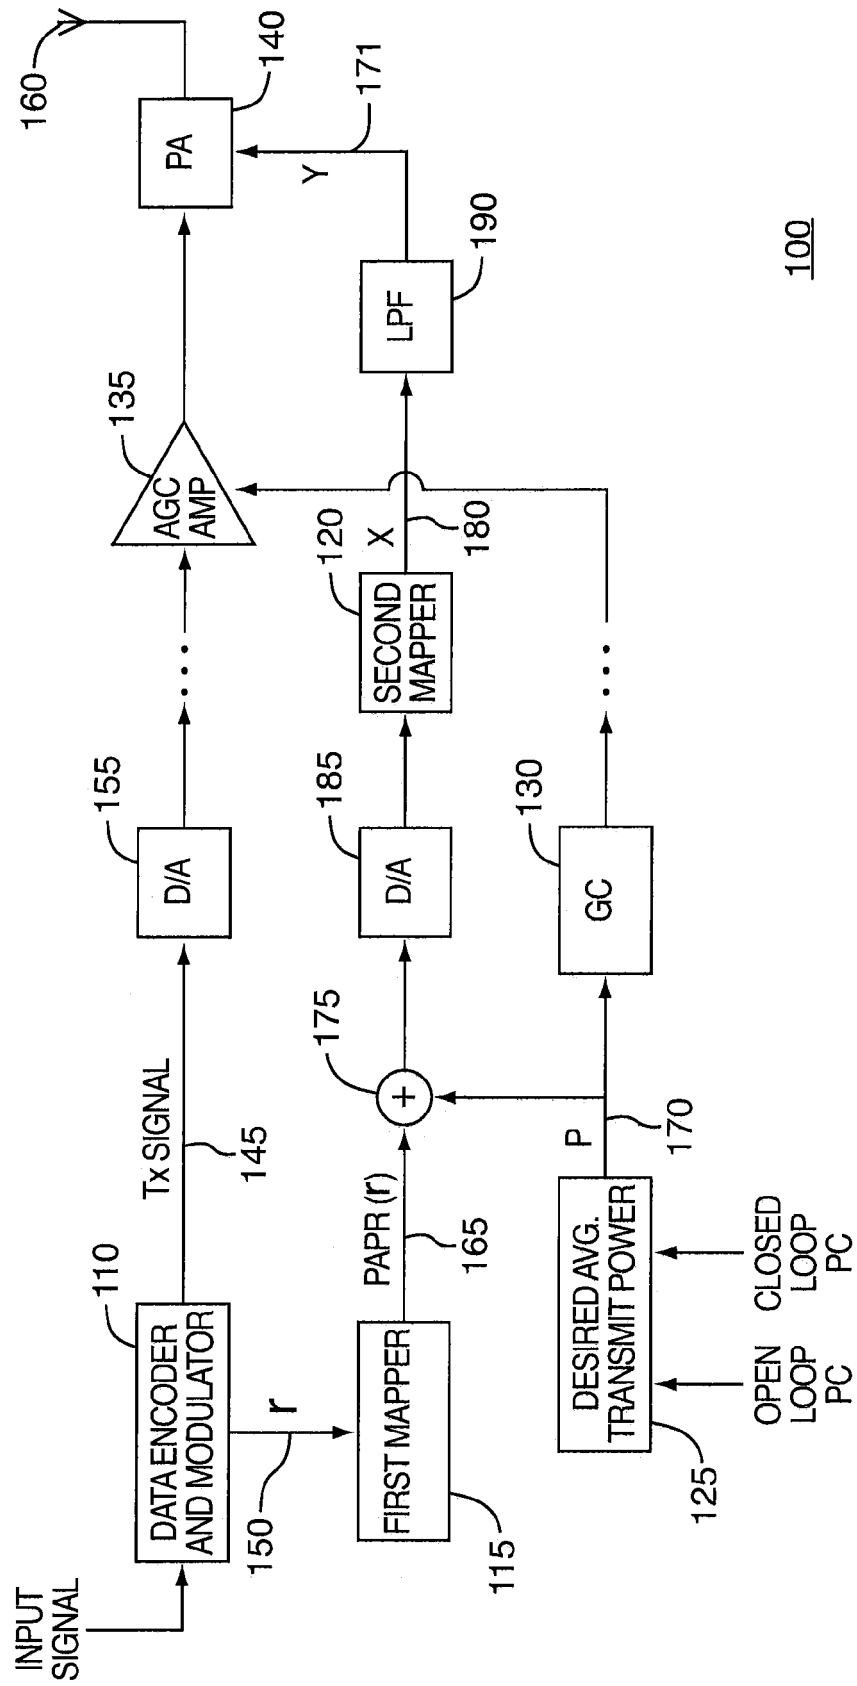 INPUT
SIGNAL
DATA ENCODER
AND MODULATOR
110
Tx SIGNAL
145
D/A
155
...
AGC
AMP
135
PA
140
160
r
150
FIRST MAPPER
115
PAPR (r)
165
+
175
D/A
185
SECOND
MAPPER
120
X
180
LPF
190
Y
171
DESIRED AVG.
TRANSMIT POWER
125
OPEN
LOOP
PC
CLOSED
LOOP
PC
P
170
GC
130
...
100